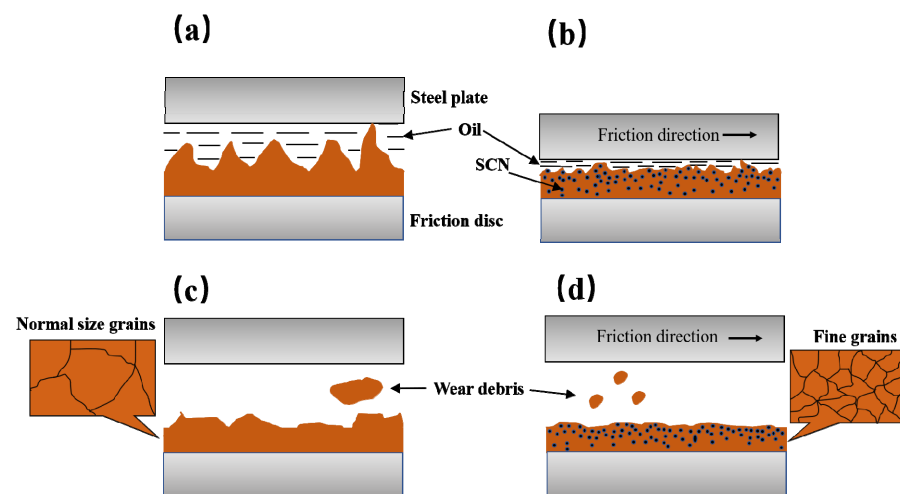 (a)
(b)
Steel plate
Oil
Friction direction
SCN
Friction disc
(c)
(d)
Normal size grains
Friction direction
Fine grains
Wear debris